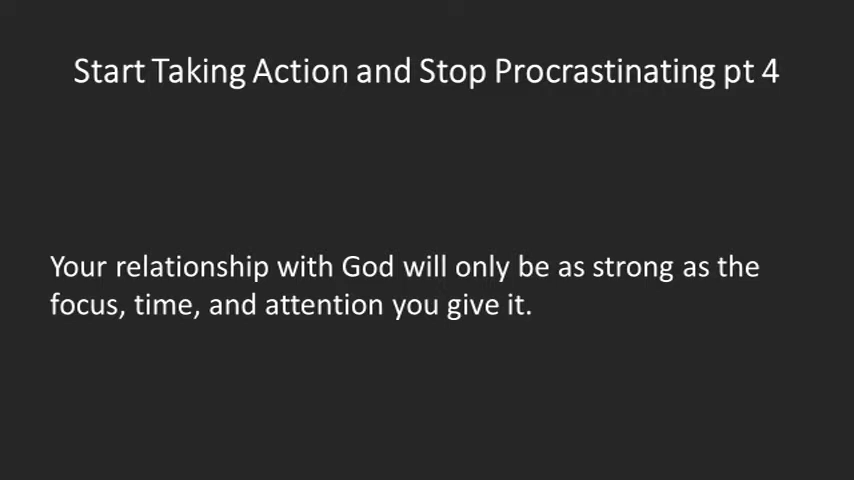 Start Taking Action and Stop Procrastinating pt 4
Your relationship with God will only be as strong as the
focus, time, and attention you give it.